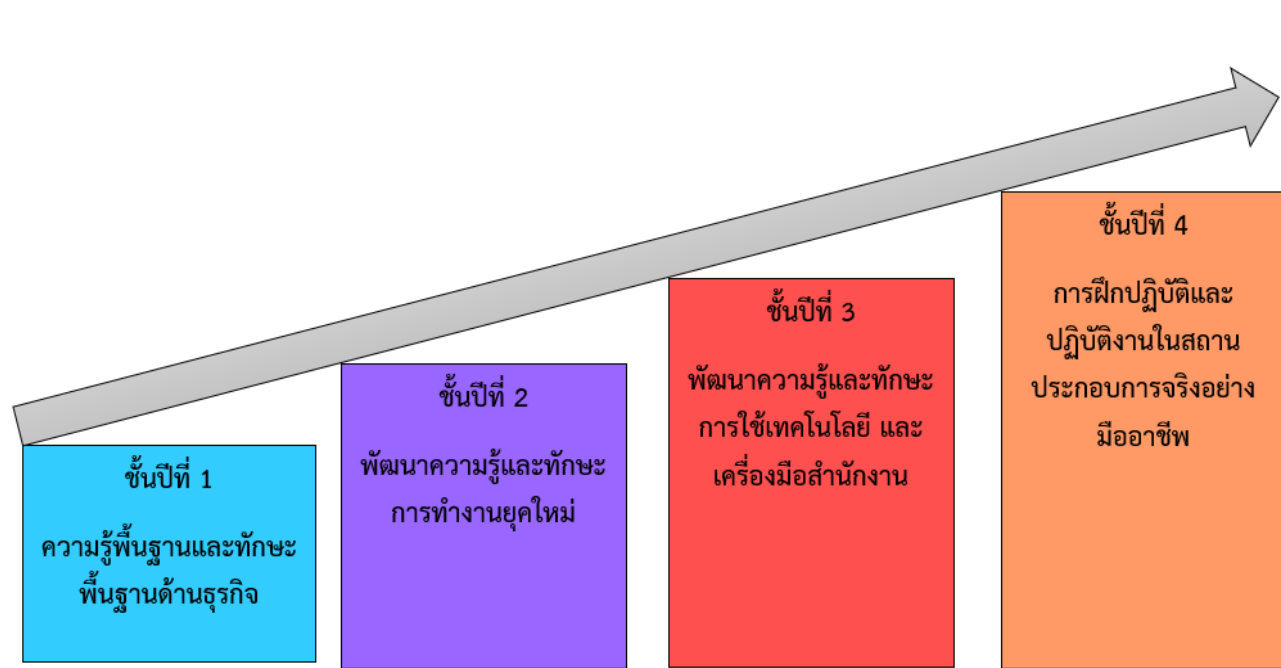 ชั้นปีที่ 1
ความรู้พื้นฐานและทักษะ
พื้นฐานด้านธุรกิจ
ชั้นปีที่ 2
พัฒนาความรู้และทักษะ
การทำงานยุคใหม่
ชั้นปีที่ 3
พัฒนาความรู้และทักษะ
การใช้เทคโนโลยี และ
เครื่องมือสำนักงาน
ชั้นปีที่ 4
การฝึกปฏิบัติและ
ปฏิบัติงานในสถาน
ประกอบการจริงอย่าง
มืออาชีพ